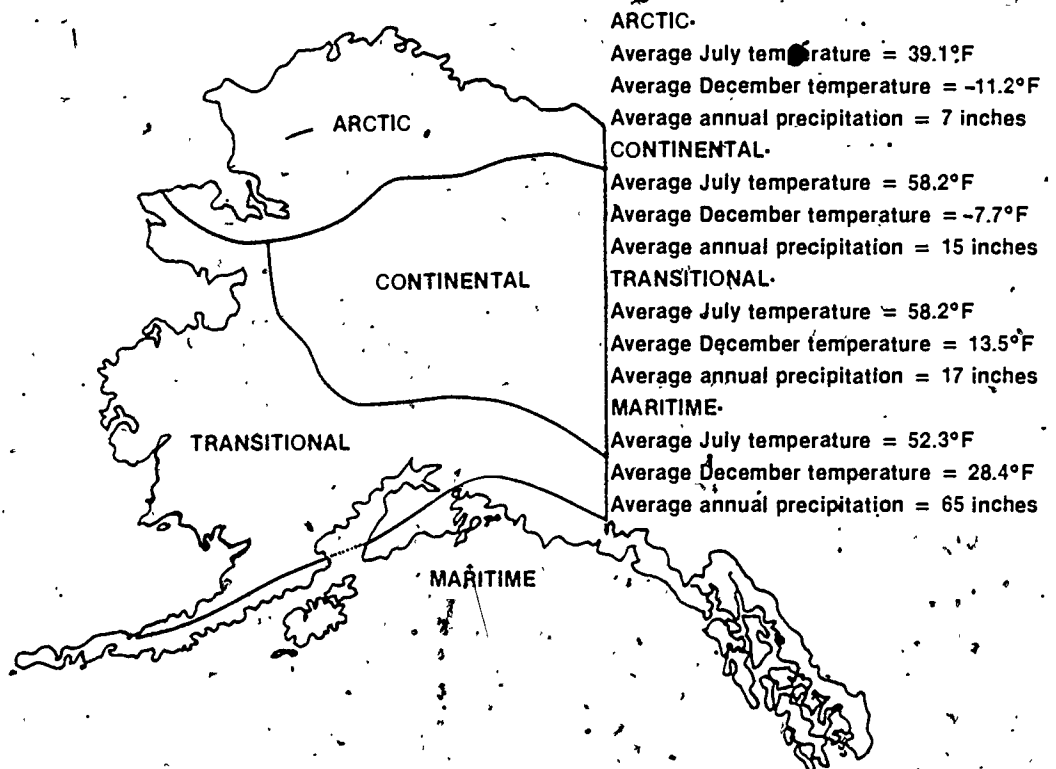 ARCTIC
Average July temperature = 39.1°F
Average December temperature = -11.2°F
Average annual precipitation = 7 inches
CONTINENTAL
Average July temperature = 58.2°F
Average December temperature = -7.7°F
Average annual precipitation = 15 inches
TRANSITIONAL
Average July temperature = 58.2°F
Average December temperature = 13.5°F
Average annual precipitation = 17 inches
MARITIME
Average July temperature = 52.3°F
Average December temperature = 28.4°F
Average annual precipitation = 65 inches
ARCTIC
CONTINENTAL
TRANSITIONAL
MARITIME